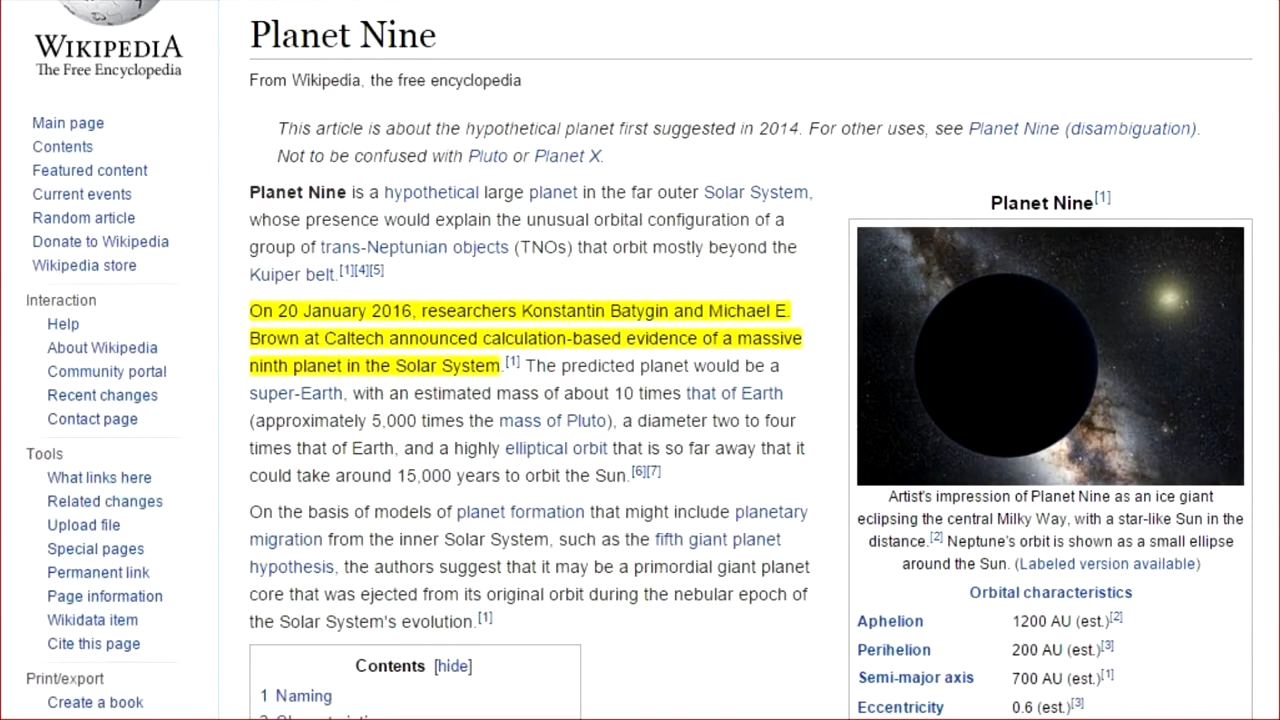 WIKIPEDIA
The Free Encyclopedia
Main page
Contents
Featured content
Current events
Random article
Donate to Wikipedia
Wikipedia store
Interaction
Help
About Wikipedia
Community portal
Recent changes
Contact page
Tools
What links here
Related changes
Upload file
Special pages
Permanent link
Page information
Wikidata item
Cite this page
Print/export
Create a book
Planet Nine
From Wikipedia, the free encyclopedia
This article is about the hypothetical planet first suggested in 2014. For other uses, see Planet Nine (disambiguation).
Not to be confused with Pluto or Planet X.
Planet Nine is a hypothetical large planet in the far outer Solar System,
whose presence would explain the unusual orbital configuration of a
group of trans-Neptunian objects (TNOs) that orbit mostly beyond the
Kuiper belt.[1][4][5]
On 20 January 2016, researchers Konstantin Batygin and Michael E.
Brown at Caltech announced calculation-based evidence of a massive
ninth planet in the Solar System.[1] The predicted planet would be a
super-Earth, with an estimated mass of about 10 times that of Earth
(approximately 5,000 times the mass of Pluto), a diameter two to four
times that of Earth, and a highly elliptical orbit that is so far away that it
could take around 15,000 years to orbit the Sun.[6][7]
On the basis of models of planet formation that might include planetary
migration from the inner Solar System, such as the fifth giant planet
hypothesis, the authors suggest that it may be a primordial giant planet
core that was ejected from its original orbit during the nebular epoch of
the Solar System's evolution.[1]
Contents [hide]
1 Naming
Planet Nine[1]
Artist's impression of Planet Nine as an ice giant
eclipsing the central Milky Way, with a star-like Sun in the
distance.[2] Neptune's orbit is shown as a small ellipse
around the Sun. (Labeled version available)
Orbital characteristics
Aphelion 1200 AU (est.)[2]
Perihelion 200 AU (est.)[3]
Semi-major axis 700 AU (est.)[1]
Eccentricity 0.6 (est.)[3]